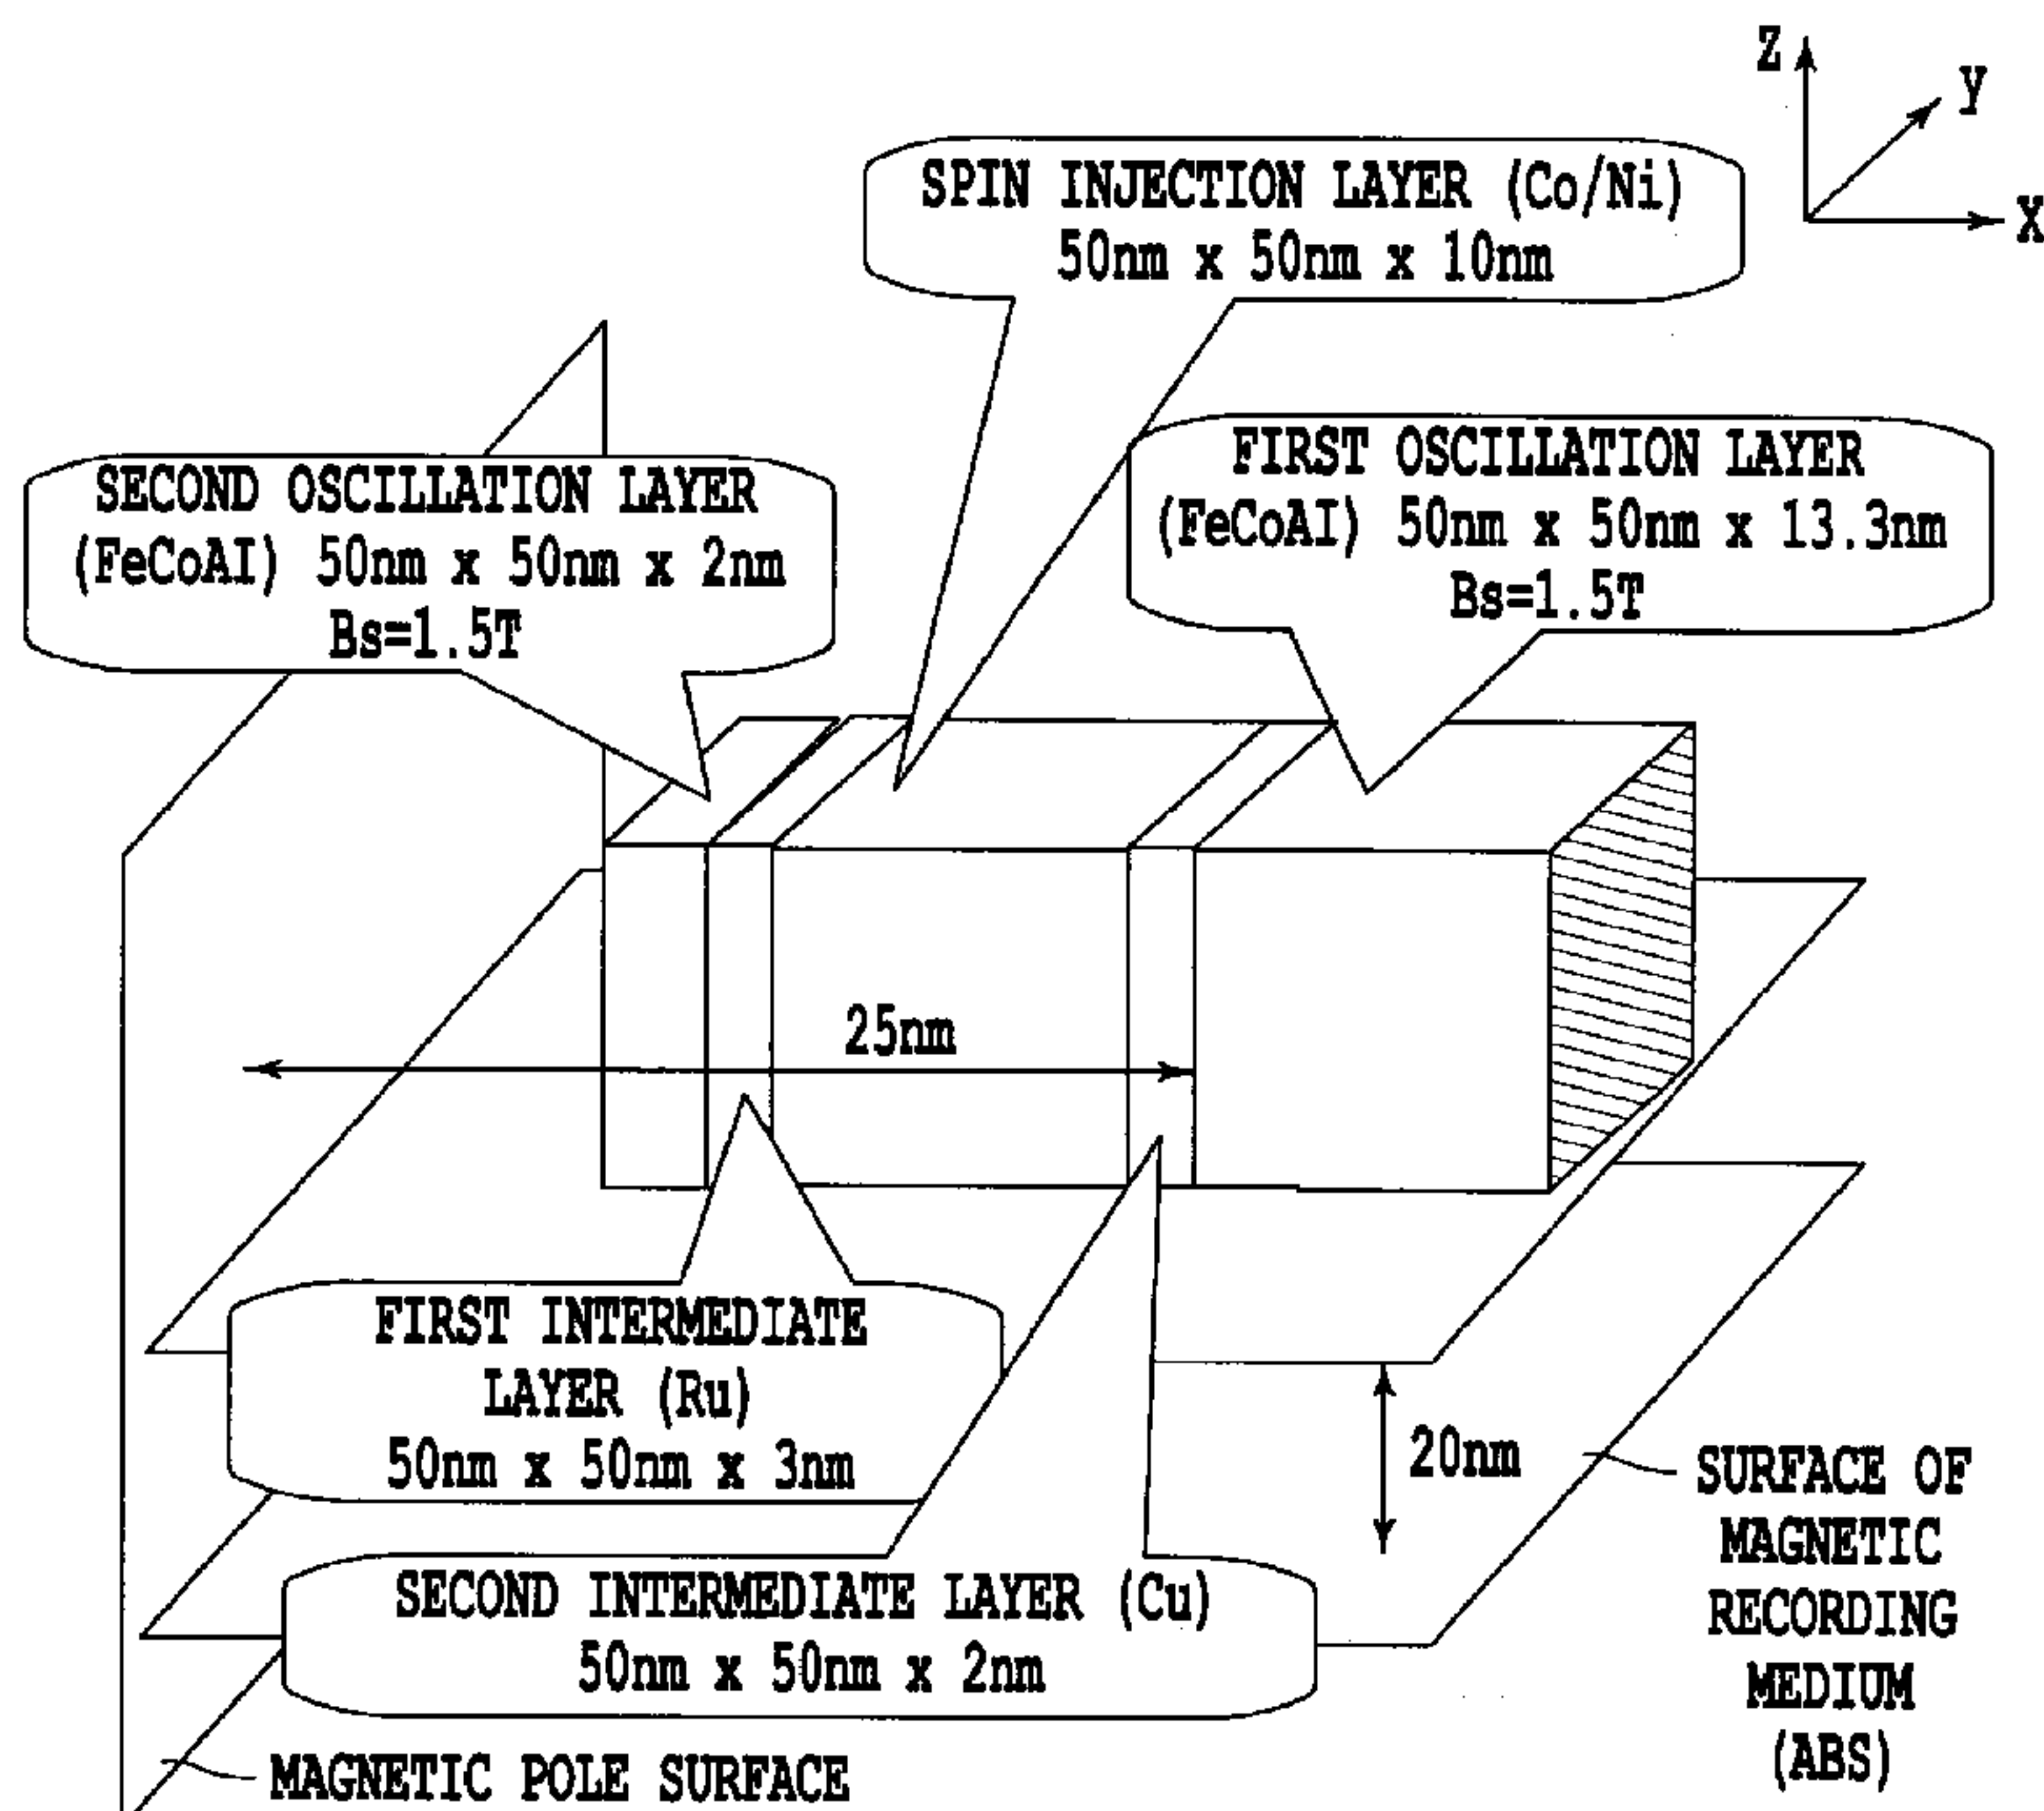 Z
y
X
SPIN INJECTION LAYER (Co/Ni)
50nm x 50nm x 10nm
SECOND OSCILLATION LAYER
(FeCoAl) 50nm x 50nm x 2nm
Bs=1.5T
FIRST OSCILLATION LAYER
(FeCoAl) 50nm x 50nm x 13.3nm
Bs=1.5T
25nm
FIRST INTERMEDIATE
LAYER (Ru)
50nm x 50nm x 3nm
20nm
SECOND INTERMEDIATE LAYER (Cu)
50nm x 50nm x 2nm
SURFACE OF
MAGNETIC
RECORDING
MEDIUM
(ABS)
MAGNETIC POLE SURFACE